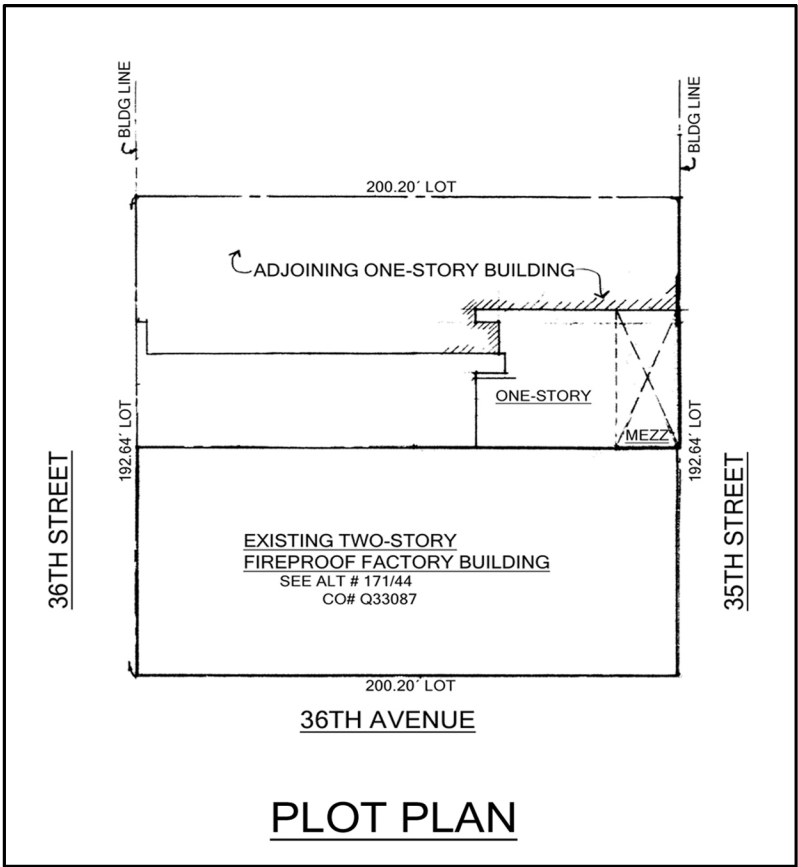 BLDG LINE
BLDG LINE
200.20´ LOT
ADJOINING ONE-STORY BUILDING
ONE-STORY
MEZZ
192.64´ LOT
192.64´ LOT
36TH STREET
35TH STREET
EXISTING TWO-STORY
FIREPROOF FACTORY BUILDING
SEE ALT # 171/44
CO# Q33087
200.20´ LOT
36TH AVENUE
PLOT PLAN